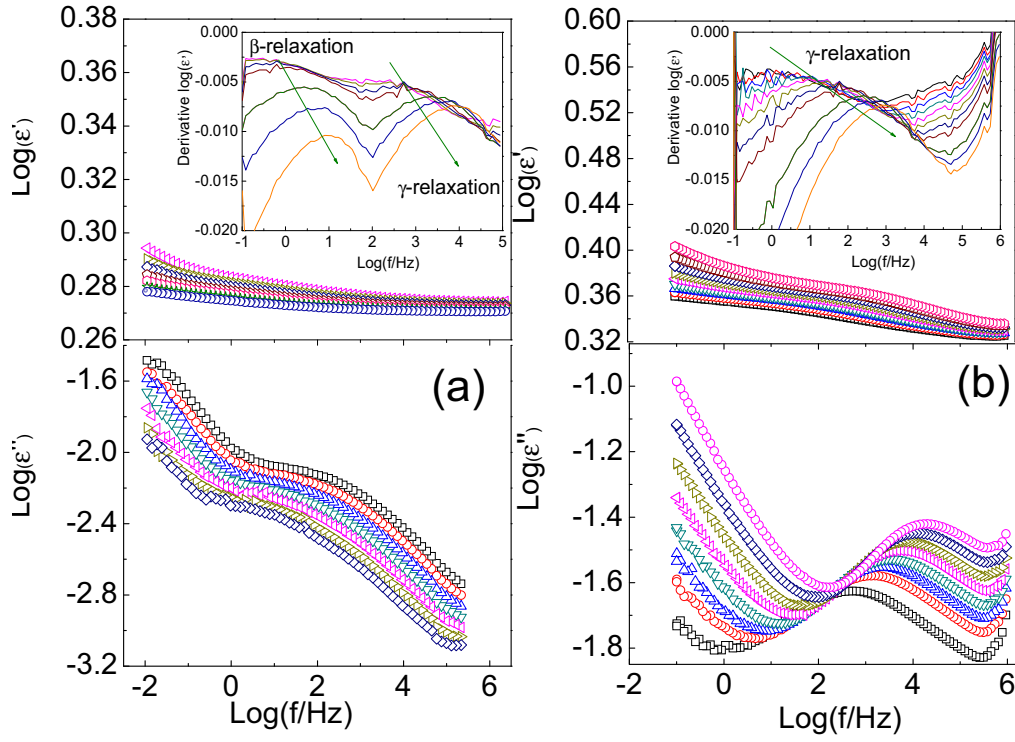 0.38
0.36
0.34
0.32
0.30
0.28
0.26
Log(ε')
0.000
-0.005
-0.010
-0.015
-0.020
Derivative log(ε')
β-relaxation
γ-relaxation
-1 0 1 2 3 4 5
Log(f/Hz)
-1.6
-2.0
-2.4
-2.8
-3.2
Log(ε'')
(a)
-2 0 2 4 6
Log(f/Hz)
0.60
0.56
0.52
0.48
0.44
0.40
0.36
0.32
Log(ε')
0.000
-0.005
-0.010
-0.015
-0.020
Derivative log(ε')
γ-relaxation
-1 0 1 2 3 4 5 6
Log(f/Hz)
-1.0
-1.2
-1.4
-1.6
-1.8
Log(ε'')
(b)
-2 0 2 4 6
Log(f/Hz)